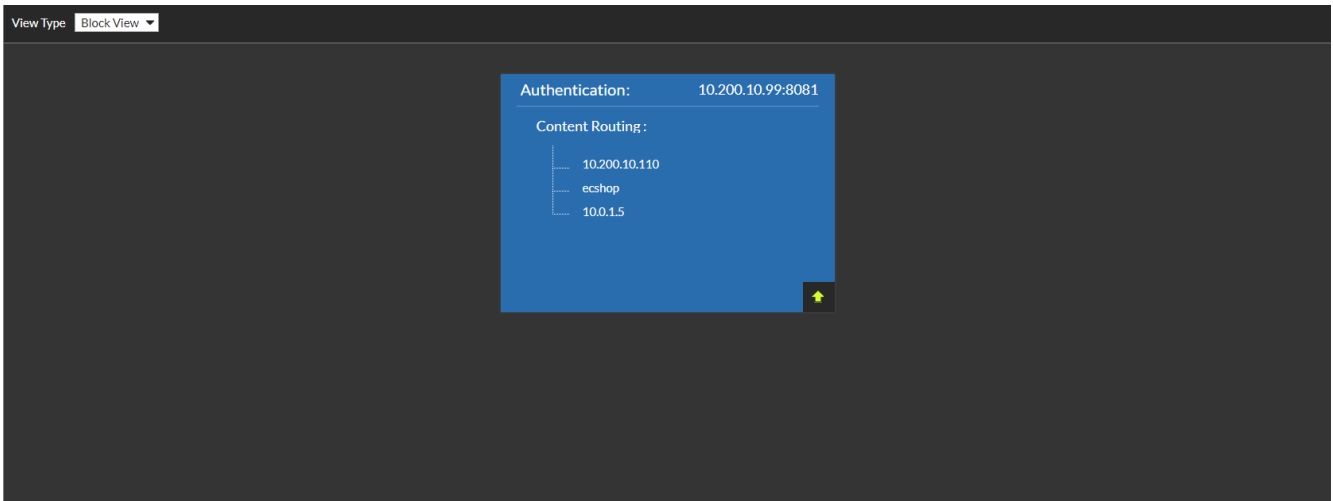 View Type Block View
Authentication: 10.200.10.99:8081
Content Routing :
10.200.10.110
ecshop
10.0.1.5